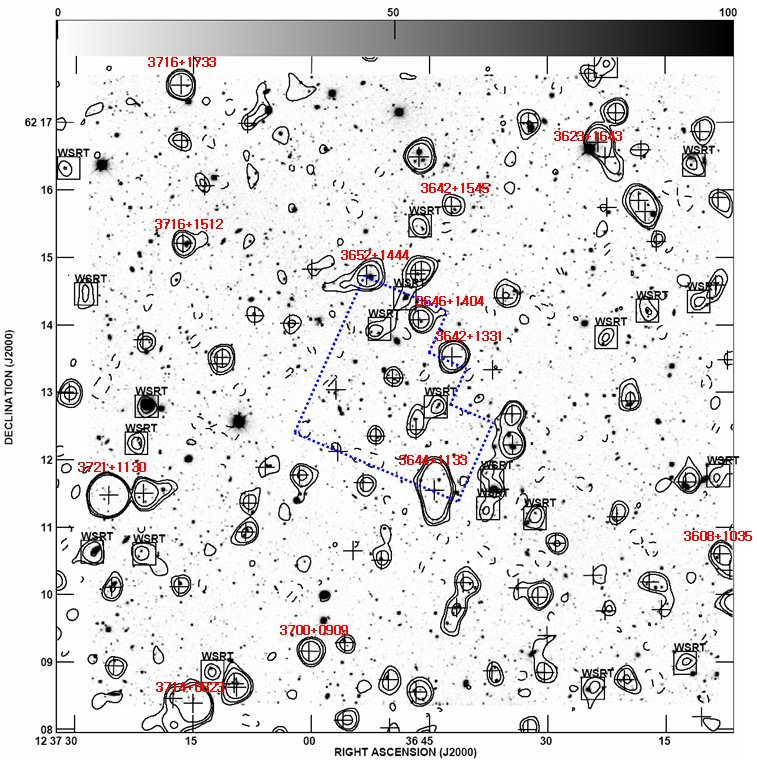 0 50 100
3716+1733
62 17
3623+1643
WSRT WSRT
16
3642+1545
WSRT
3716+1512
15
3652+1444
WSRT WSRT WSRT
3646+1404
WSRT WSRT
14
WSRT
3642+1331
DECLINATION (J2000)
13
WSRT WSRT
WSRT
12
3721+1130 3644+1133 WSRT WSRT
11
WSRT WSRT
3608+1035
WSRT WSRT
10
3700+0909
09
WSRT WSRT
WSRT
08
12 37 30 15 00 36 45 30 15
RIGHT ASCENSION (J2000)